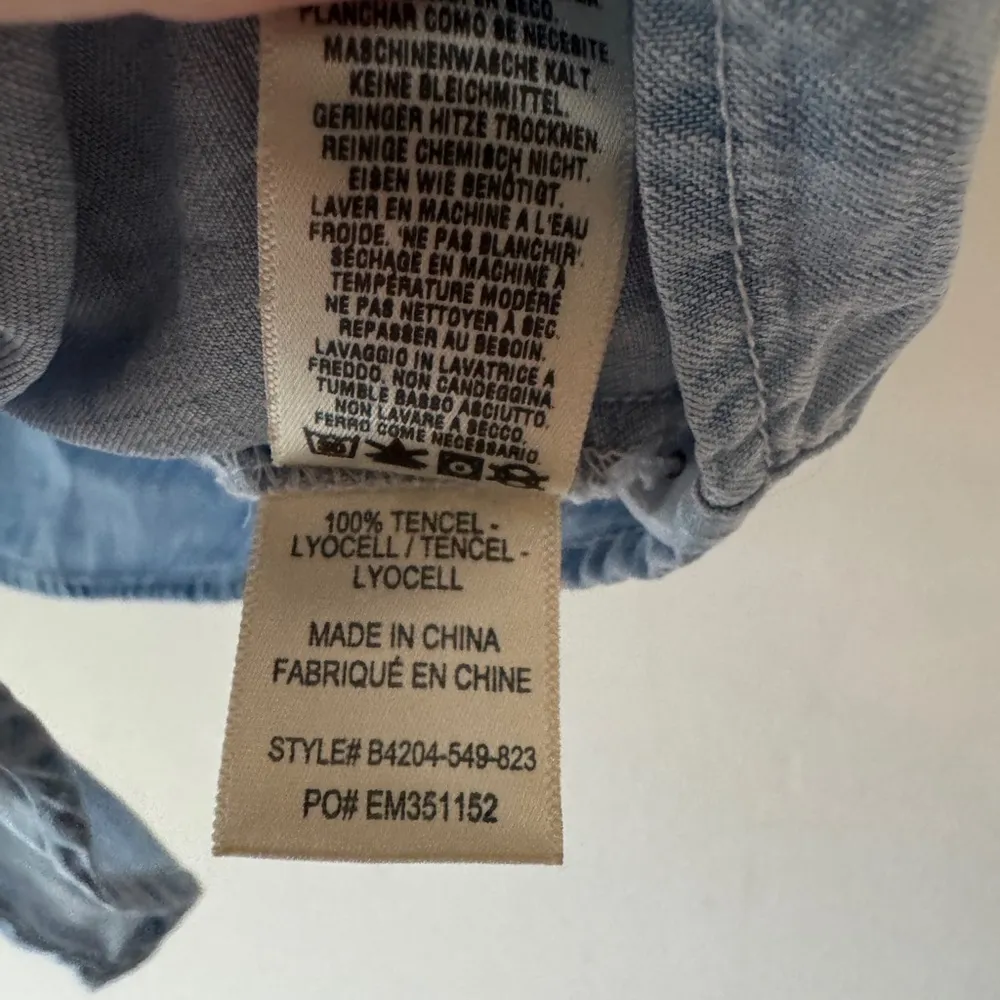 SECO.
PLANCHAR COMO SE NECESITE
MASCHINENWASCHE KALT.
KEINE BLEICHMITTEL.
GERINGER HITZE TROCKNEN.
REINIGE CHEMISCH NICHT.
EISEN WIE BENÖTIGT.
LAVER EN MACHINE A L'EAU
FROIDE. 'NE PAS BLANCHIR'.
SÉCHAGE EN MACHINE À
TEMPÉRATURE MODÉRÉ
NE PAS NETTOYER À SEC.
REPASSER AU BESOIN.
LAVAGGIO IN LAVATRICE A
FREDDO. NON CANDEGGINA.
TUMBLE BASSO ASCIUTTO.
NON LAVARE A SECCO.
FERRO COME NECESSARIO.
100% TENCEL -
LYOCELL / TENCEL -
LYOCELL
MADE IN CHINA
FABRIQUÉ EN CHINE
STYLE# B4204-549-823
PO# EM351152